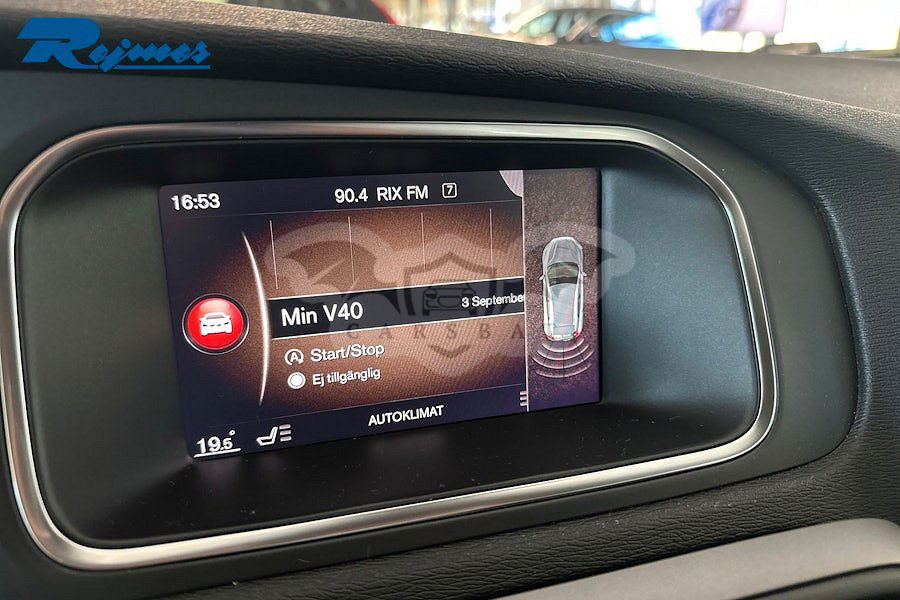 Rejmes
16:53
90.4 RIX FM 7
3 September
Min V40
CARSBA
A Start/Stop
Ej tillgänglig
AUTOKLIMAT
19.5°